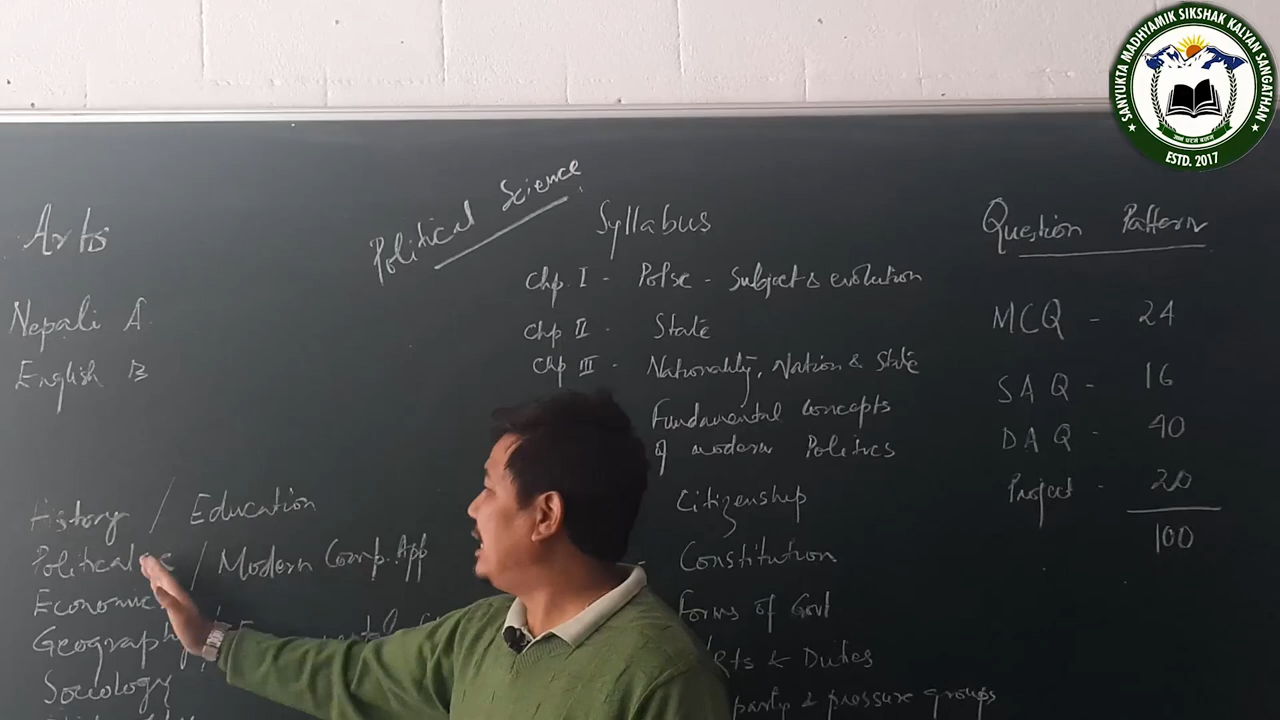 SANYUKTA MADHYAMIK SIKSHAK KALYAN SANGATHAN
ESTD. 2017
Political Science
Arts
Nepali A
English B
History / Education
Political / Modern Comp. App
Economic
Geography /
Sociology
Syllabus
Chp. I - Pol sc - Subject & evolution
Chp II - State
Chp III - Nationality, Nation & State
Fundamental Concepts
of modern Politics
Citizenship
Constitution
Forms of Govt
& Duties
party & pressure groups
Question Pattern
MCQ - 24
SAQ - 16
DAQ - 40
Project - 20
100